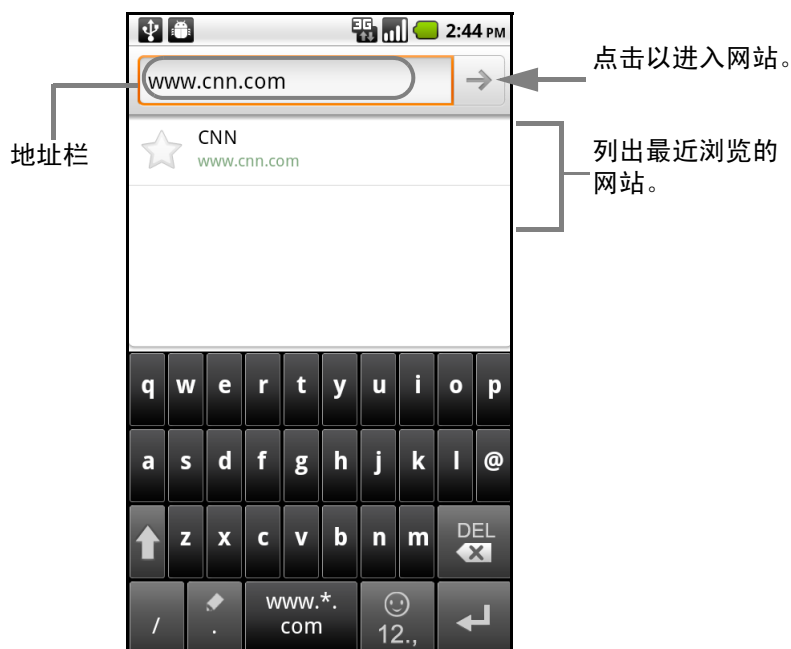 3G 2:44 PM
www.cnn.com
点击以进入网站。
地址栏
CNN
www.cnn.com
列出最近浏览的
网站。
q w e r t y u i o p
a s d f g h j k l @
z x c v b n m DEL
/ . www.*.
com
12.,